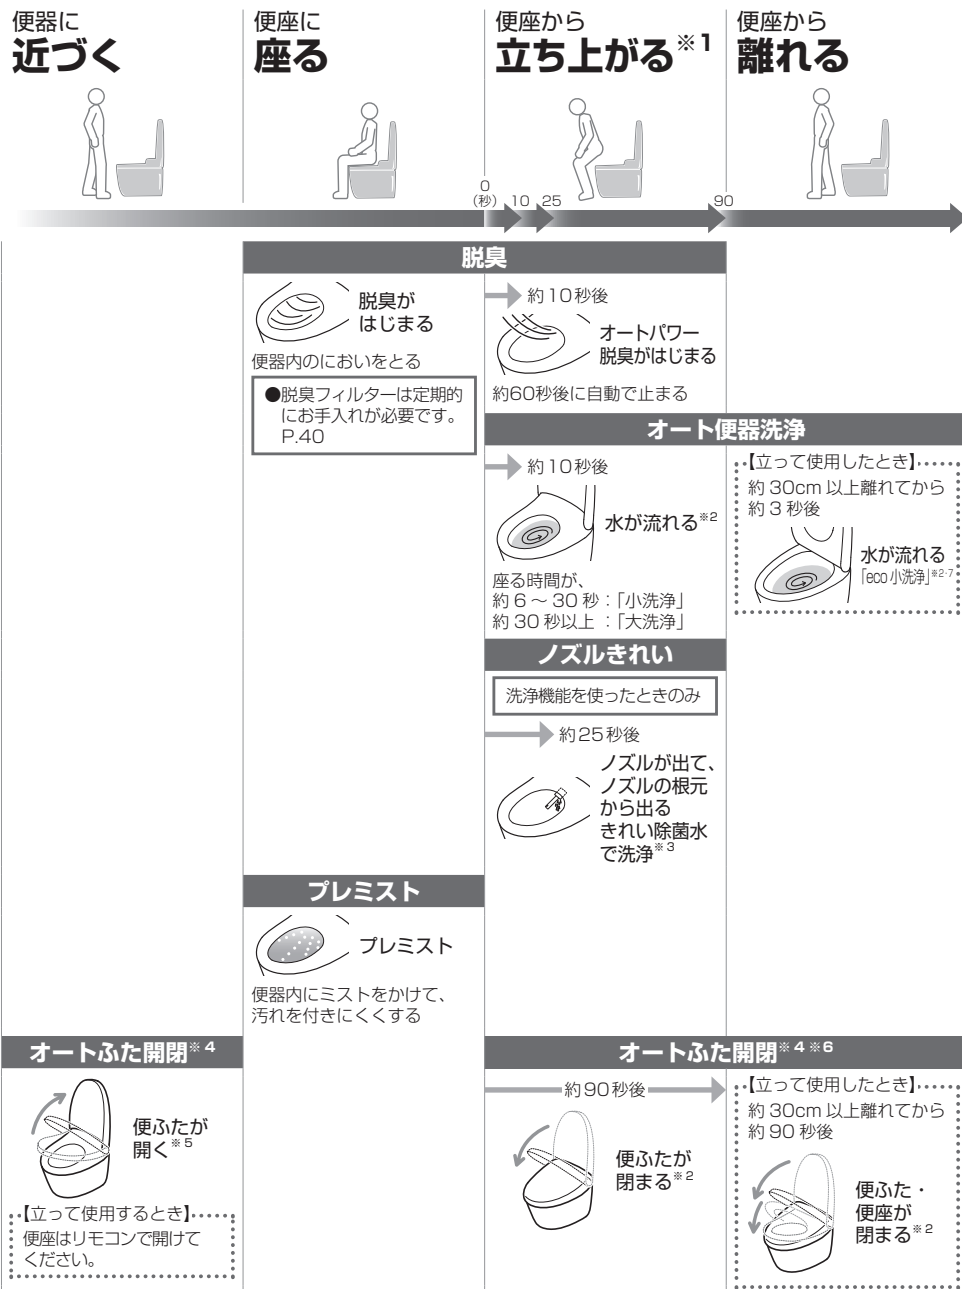 便器に
近づく
便座に
座る
便座から
立ち上がる※1
便座から
離れる
0
(秒)
10
25
90
脱臭
脱臭が
はじまる
便器内のにおいをとる
●脱臭フィルターは定期的
にお手入れが必要です。
P.40
約10秒後
オートパワー
脱臭がはじまる
約60秒後に自動で止まる
オート便器洗浄
約10秒後
水が流れる※2
座る時間が、
約6～30秒：「小洗浄」
約30秒以上：「大洗浄」
【立って使用したとき】
約30cm以上離れてから
約3秒後
水が流れる
「eco小洗浄」※2・7
ノズルきれい
洗浄機能を使ったときのみ
約25秒後
ノズルが出て、
ノズルの根元
から出る
きれい除菌水
で洗浄※3
プレミスト
プレミスト
便器内にミストをかけて、
汚れを付きにくくする
オートふた開閉※4
便ふたが
開く※5
【立って使用するとき】
便座はリモコンで開けて
ください。
オートふた開閉※4※6
約90秒後
便ふたが
閉まる※2
【立って使用したとき】
約30cm以上離れてから
約90秒後
便ふた・
便座が
閉まる※2